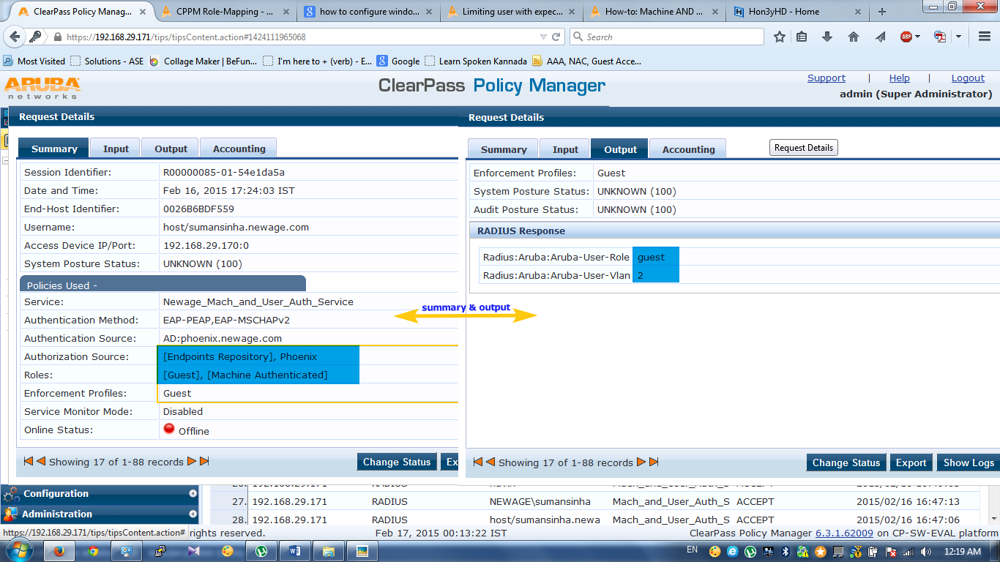 ClearPass Policy Manag...
CPPM Role-Mapping - ...
how to configure windo...
Limiting user with expec...
How-to: Machine AND ...
Hon3yHD - Home
https://192.168.29.171/tips/tipsContent.action#1424111965068
Search
ABP
Most Visited
Solutions - ASE
Collage Maker | BeFun...
I'm here to + (verb) - E...
Google
Learn Spoken Kannada
AAA, NAC, Guest Acce...
ARUBA
networks
ClearPass Policy Manager
Support | Help | Logout
admin (Super Administrator)
Request Details
Summary Input Output Accounting
Session Identifier: R00000085-01-54e1da5a
Date and Time: Feb 16, 2015 17:24:03 IST
End-Host Identifier: 0026B6BDF559
Username: host/sumansinha.newage.com
Access Device IP/Port: 192.168.29.170:0
System Posture Status: UNKNOWN (100)
Policies Used -
Service: Newage_Mach_and_User_Auth_Service
Authentication Method: EAP-PEAP,EAP-MSCHAPv2
Authentication Source: AD:phoenix.newage.com
Authorization Source: [Endpoints Repository], Phoenix
Roles: [Guest], [Machine Authenticated]
Enforcement Profiles: Guest
Service Monitor Mode: Disabled
Online Status: Offline
Showing 17 of 1-88 records
Change Status
Ex
summary & output
Request Details
Summary Input Output Accounting
Request Details
Enforcement Profiles: Guest
System Posture Status: UNKNOWN (100)
Audit Posture Status: UNKNOWN (100)
RADIUS Response
Radius:Aruba:Aruba-User-Role guest
Radius:Aruba:Aruba-User-Vlan 2
Showing 17 of 1-88 records
Change Status Export Show Logs
Configuration
Administration
27. 192.168.29.171 RADIUS NEWAGE\sumansinha Mach_and_User_Auth_S ACCEPT 2015/02/16 16:47:13
28. 192.168.29.171 RADIUS host/sumansinha.newa Mach_and_User_Auth_S ACCEPT 2015/02/16 16:47:06
https://192.168.29.171/tips/tipsContent.action#
rights reserved.
Feb 17, 2015 00:13:22 IST
ClearPass Policy Manager 6.3.1.62009 on CP-SW-EVAL platform
EN
12:19 AM